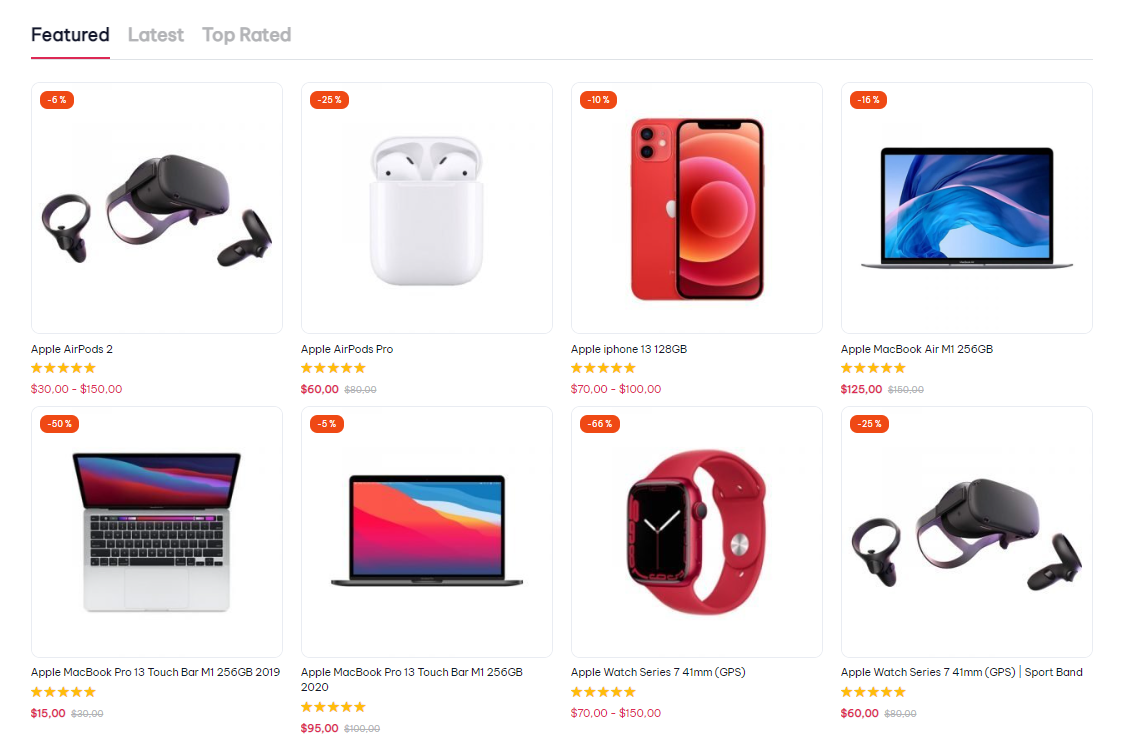 Featured Latest Top Rated
-6 %
-25 %
-10 %
-16 %
Apple AirPods 2
Apple AirPods Pro
Apple iphone 13 128GB
Apple MacBook Air M1 256GB
$30,00 - $150,00
$60,00 $80,00
$70,00 - $100,00
$125,00 $150,00
-50 %
-5 %
-66 %
-25 %
Apple MacBook Pro 13 Touch Bar M1 256GB 2019
Apple MacBook Pro 13 Touch Bar M1 256GB
2020
Apple Watch Series 7 41mm (GPS)
Apple Watch Series 7 41mm (GPS) | Sport Band
$15,00 $30,00
$95,00 $100,00
$70,00 - $150,00
$60,00 $80,00